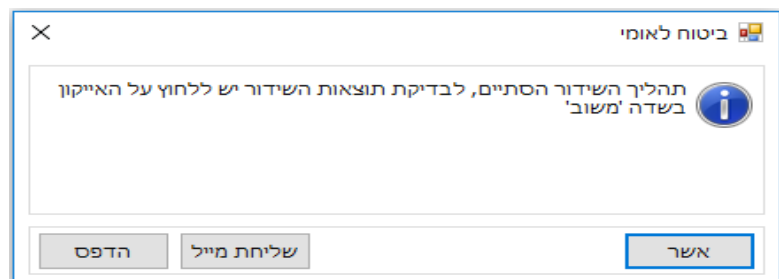 ביטוח לאומי
תהליך השידור הסתיים, לבדיקת תוצאות השידור יש ללחוץ על האייקון
בשדה 'משוב'
אשר
שליחת מייל
הדפס